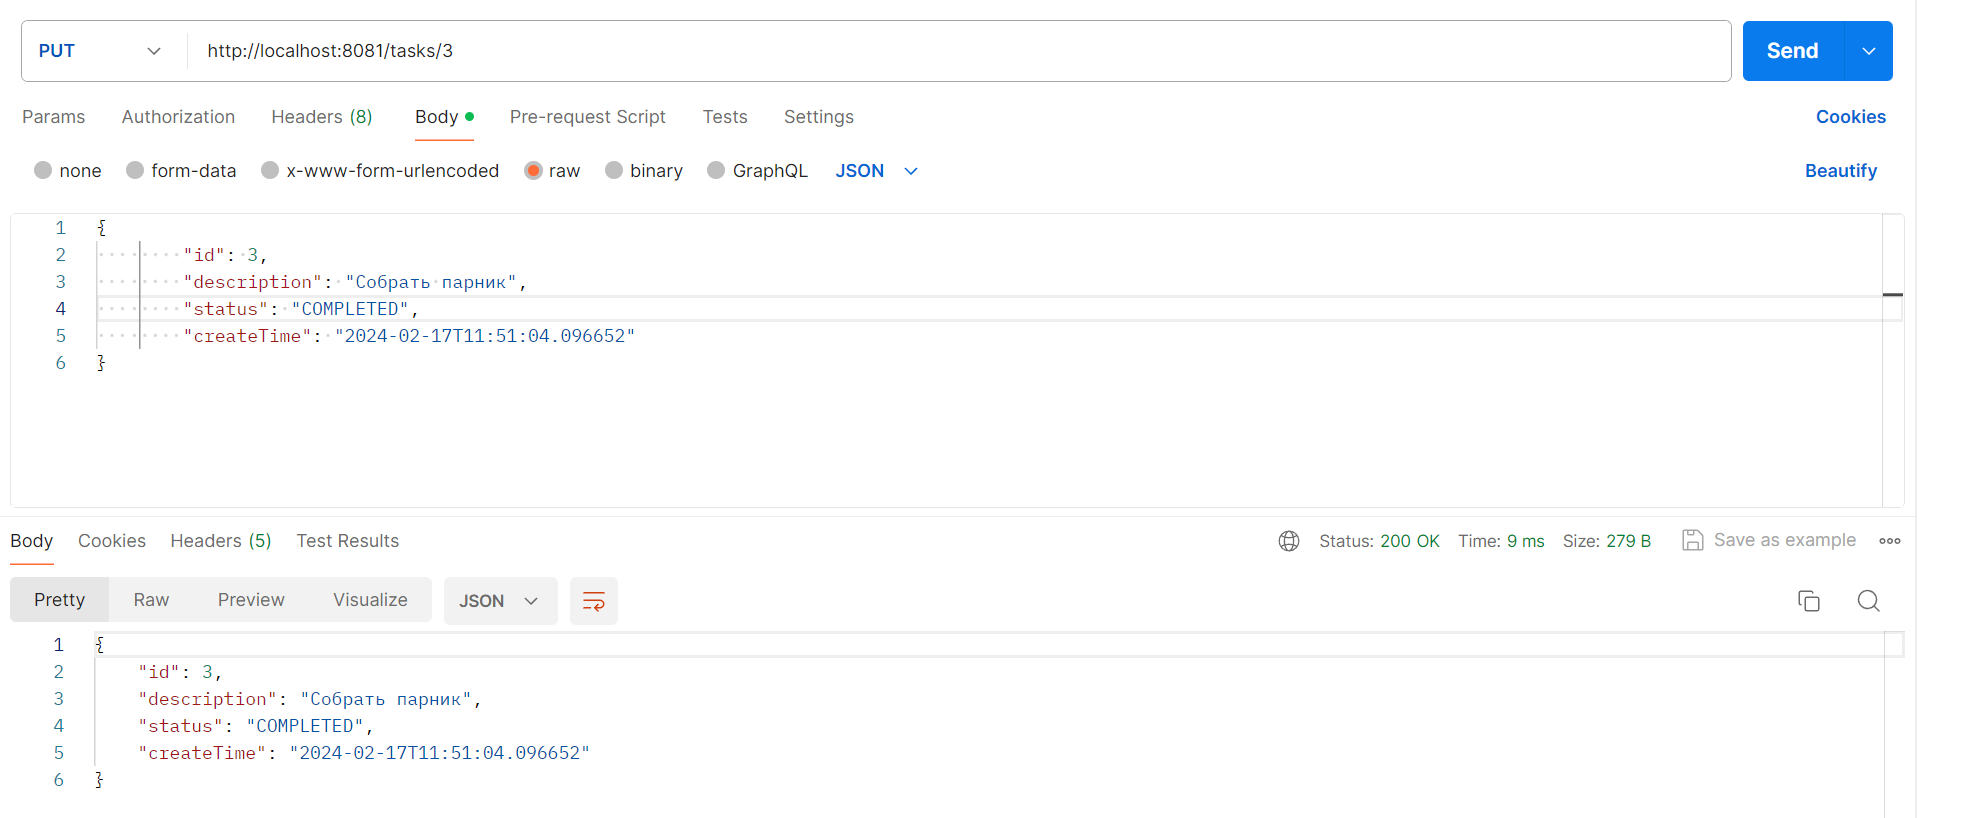 PUT http://localhost:8081/tasks/3 Send
Params Authorization Headers (8) Body Pre-request Script Tests Settings Cookies
none form-data x-www-form-urlencoded raw binary GraphQL JSON Beautify
1 {
2 "id": 3,
3 "description": "Собрать парник",
4 "status": "COMPLETED",
5 "createTime": "2024-02-17T11:51:04.096652"
6 }
Body Cookies Headers (5) Test Results Status: 200 OK Time: 9 ms Size: 279 B Save as example
Pretty Raw Preview Visualize JSON
1 {
2 "id": 3,
3 "description": "Собрать парник",
4 "status": "COMPLETED",
5 "createTime": "2024-02-17T11:51:04.096652"
6 }